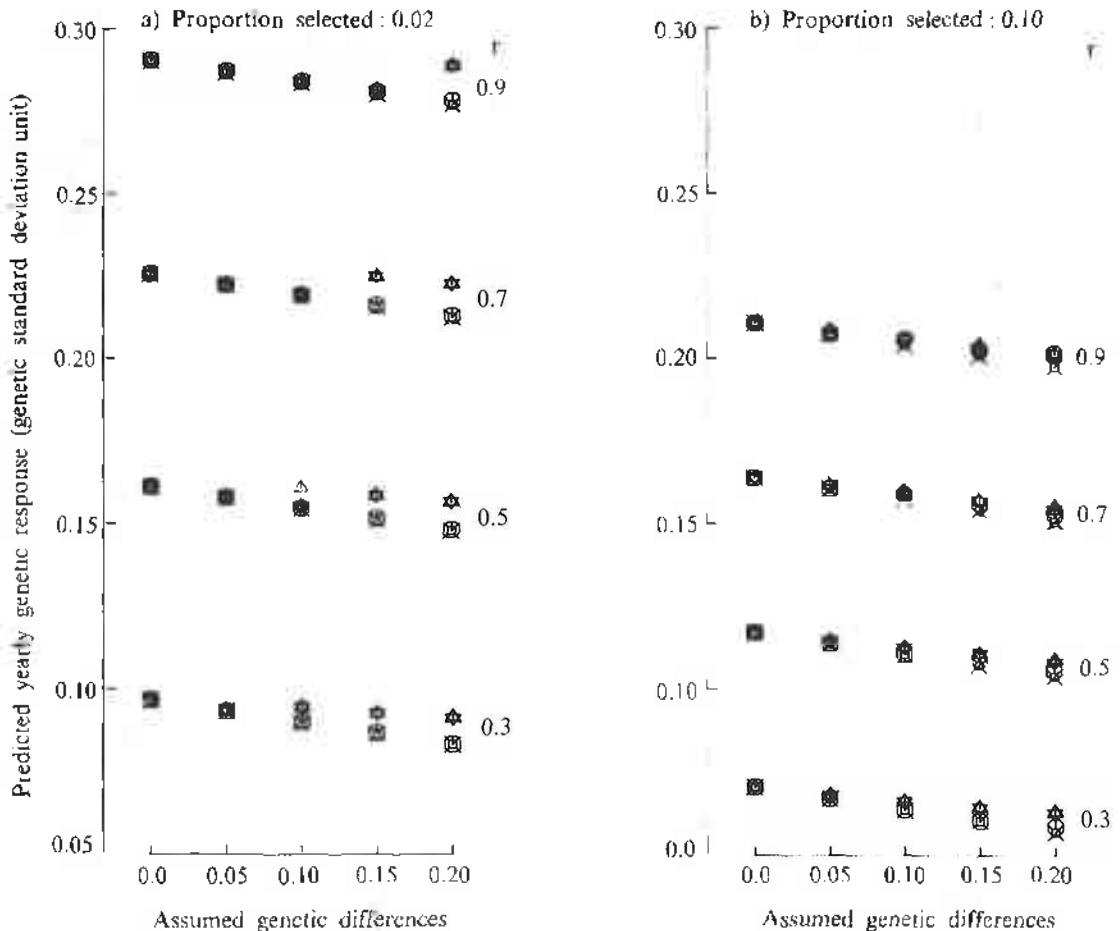 a) Proportion selected : 0.02
r
0.30
0.9
0.25
0.7
0.20
0.5
0.15
0.10
0.3
0.05
0.0 0.05 0.10 0.15 0.20
Assumed genetic differences
Predicted yearly genetic response (genetic standard deviation unit)
b) Proportion selected : 0.10
r
0.30
0.25
0.20
0.9
0.15
0.7
0.5
0.10
0.3
0.0
0.0 0.05 0.10 0.15 0.20
Assumed genetic differences